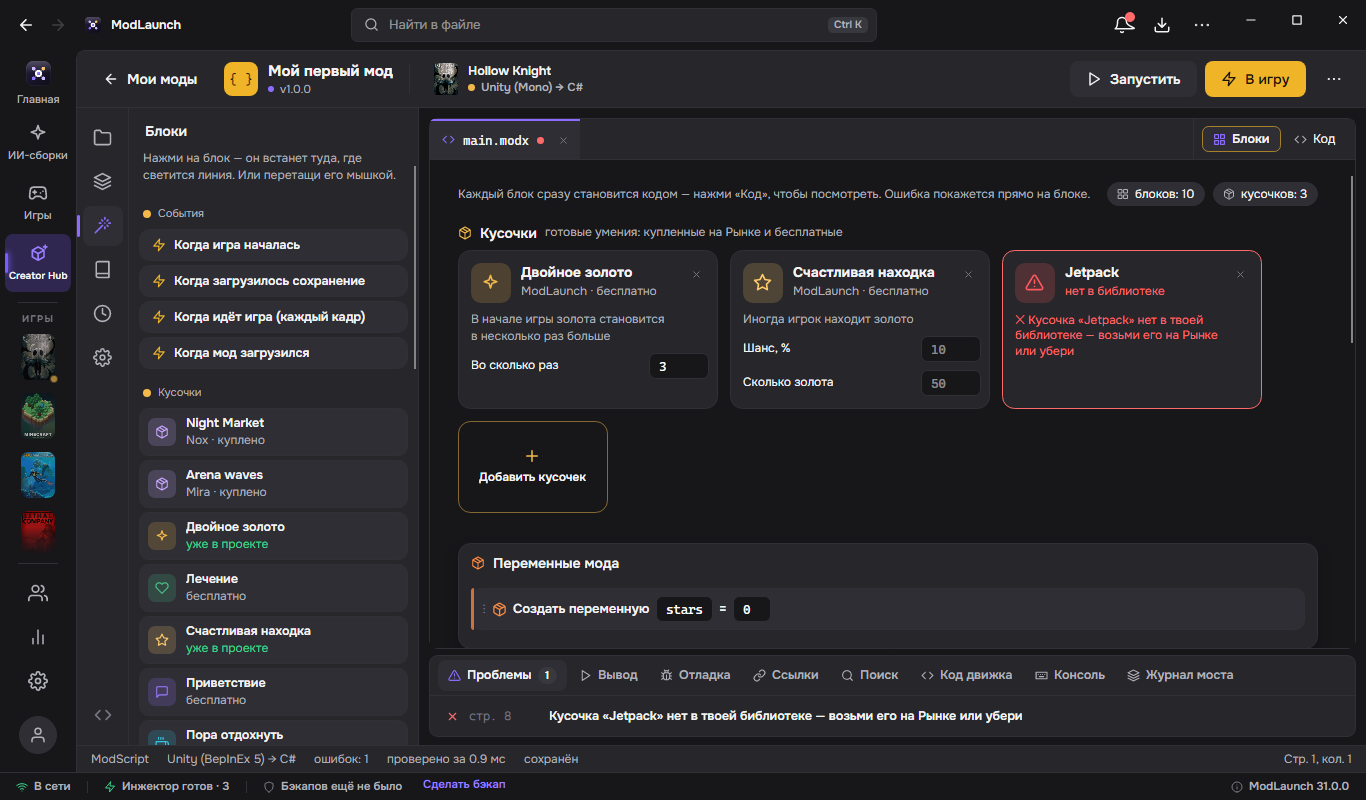 ModLaunch
Найти в файле
Ctrl K
Главная
ИИ-сборки
Игры
Creator Hub
ИГРЫ
MINECRAFT
LETHAL COMPANY
Мои моды
{ }
Мой первый мод
v1.0.0
Hollow Knight
Unity (Mono) → C#
Запустить
В игру
Блоки
Нажми на блок — он встанет туда, где
светится линия. Или перетащи его мышкой.
События
Когда игра началась
Когда загрузилось сохранение
Когда идёт игра (каждый кадр)
Когда мод загрузился
Кусочки
Night Market
Nox · куплено
Arena waves
Mira · куплено
Двойное золото
уже в проекте
Лечение
бесплатно
Счастливая находка
уже в проекте
Приветствие
бесплатно
Пора отдохнуть
main.modx
Блоки
Код
Каждый блок сразу становится кодом — нажми «Код», чтобы посмотреть. Ошибка покажется прямо на блоке.
блоков: 10
кусочков: 3
Кусочки
готовые умения: купленные на Рынке и бесплатные
Двойное золото
ModLaunch · бесплатно
В начале игры золота становится
в несколько раз больше
Во сколько раз
3
Счастливая находка
ModLaunch · бесплатно
Иногда игрок находит золото
Шанс, %
10
Сколько золота
50
Jetpack
нет в библиотеке
Кусочка «Jetpack» нет в твоей
библиотеке — возьми его на Рынке
или убери
Добавить кусочек
Переменные мода
Создать переменную stars = 0
Проблемы 1
Вывод
Отладка
Ссылки
Поиск
Код движка
Консоль
Журнал моста
стр. 8
Кусочка «Jetpack» нет в твоей библиотеке — возьми его на Рынке или убери
ModScript
Unity (BepInEx 5) → C#
ошибок: 1
проверено за 0.9 мс
сохранён
Стр. 1, кол. 1
В сети
Инжектор готов · 3
Бэкапов ещё не было
Сделать бэкап
ModLaunch 31.0.0